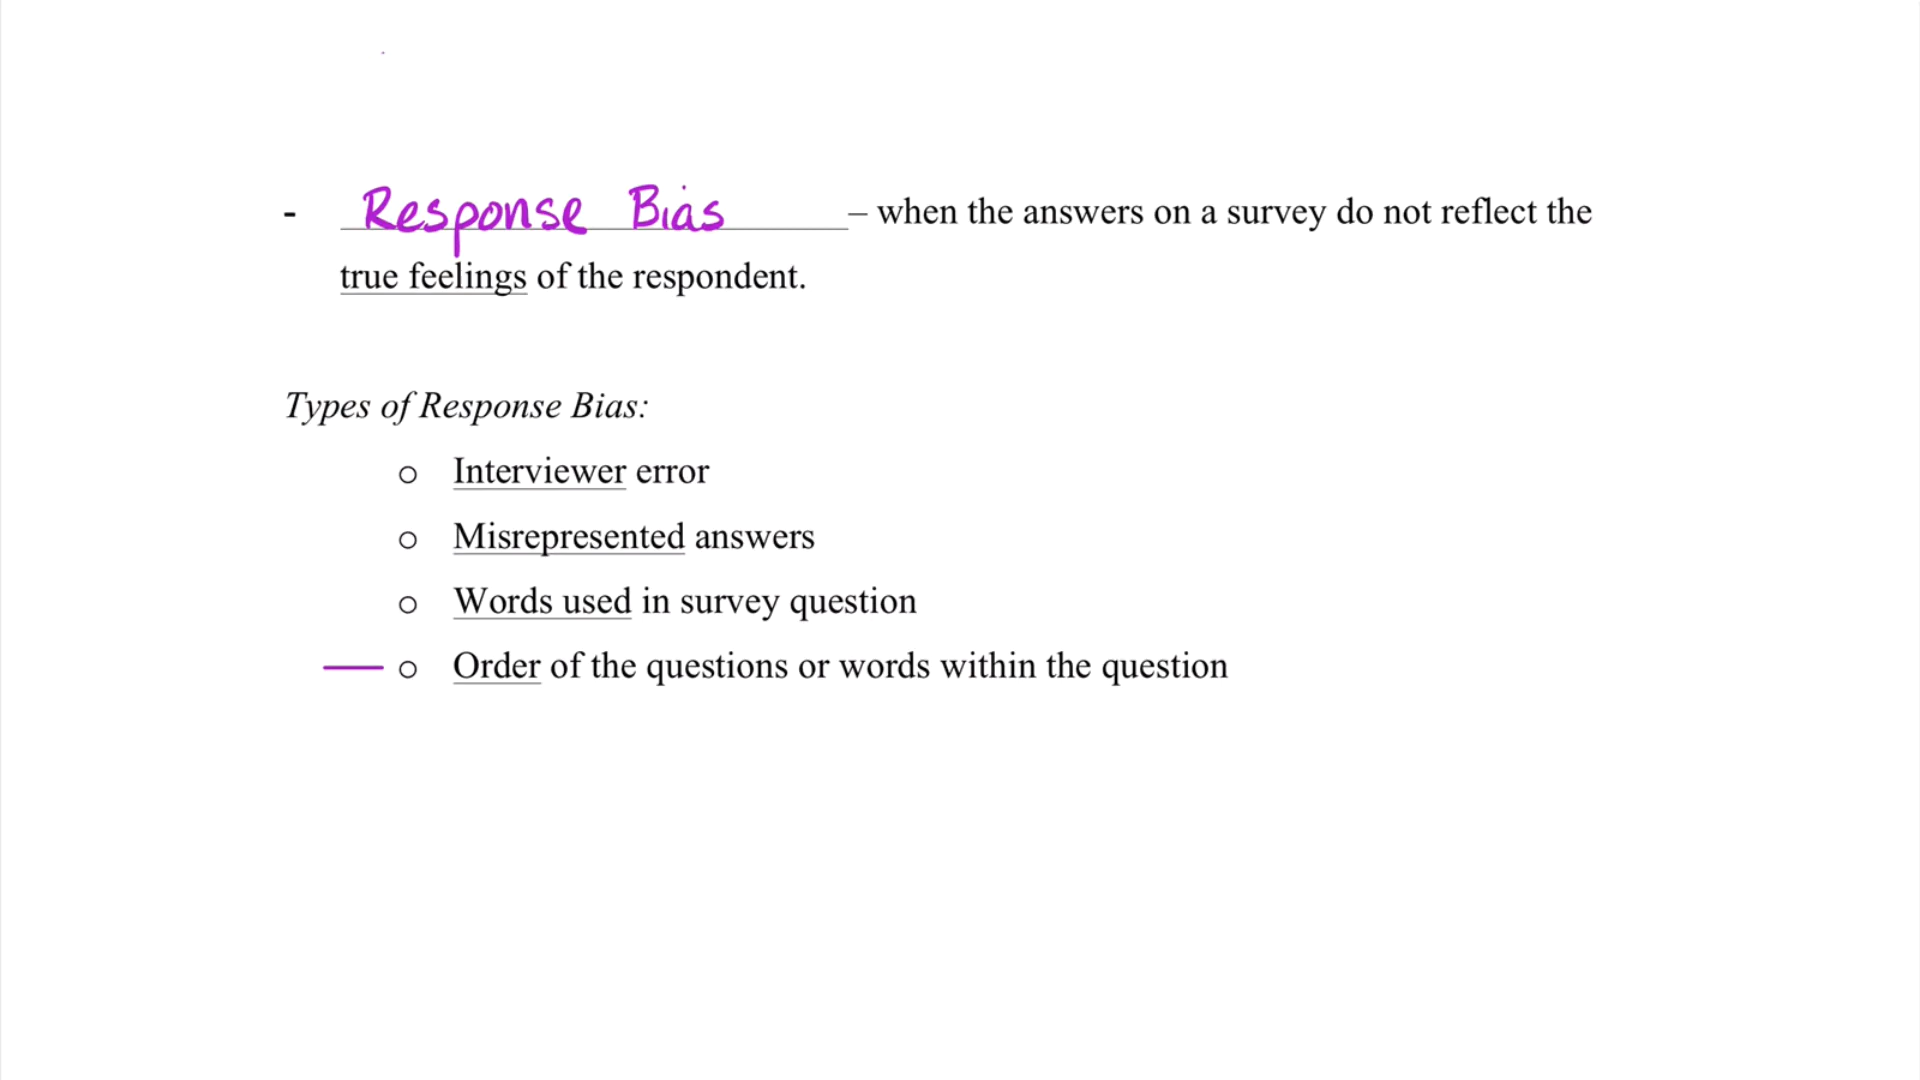 - Response Bias – when the answers on a survey do not reflect the
true feelings of the respondent.
Types of Response Bias:
o Interviewer error
o Misrepresented answers
o Words used in survey question
o Order of the questions or words within the question